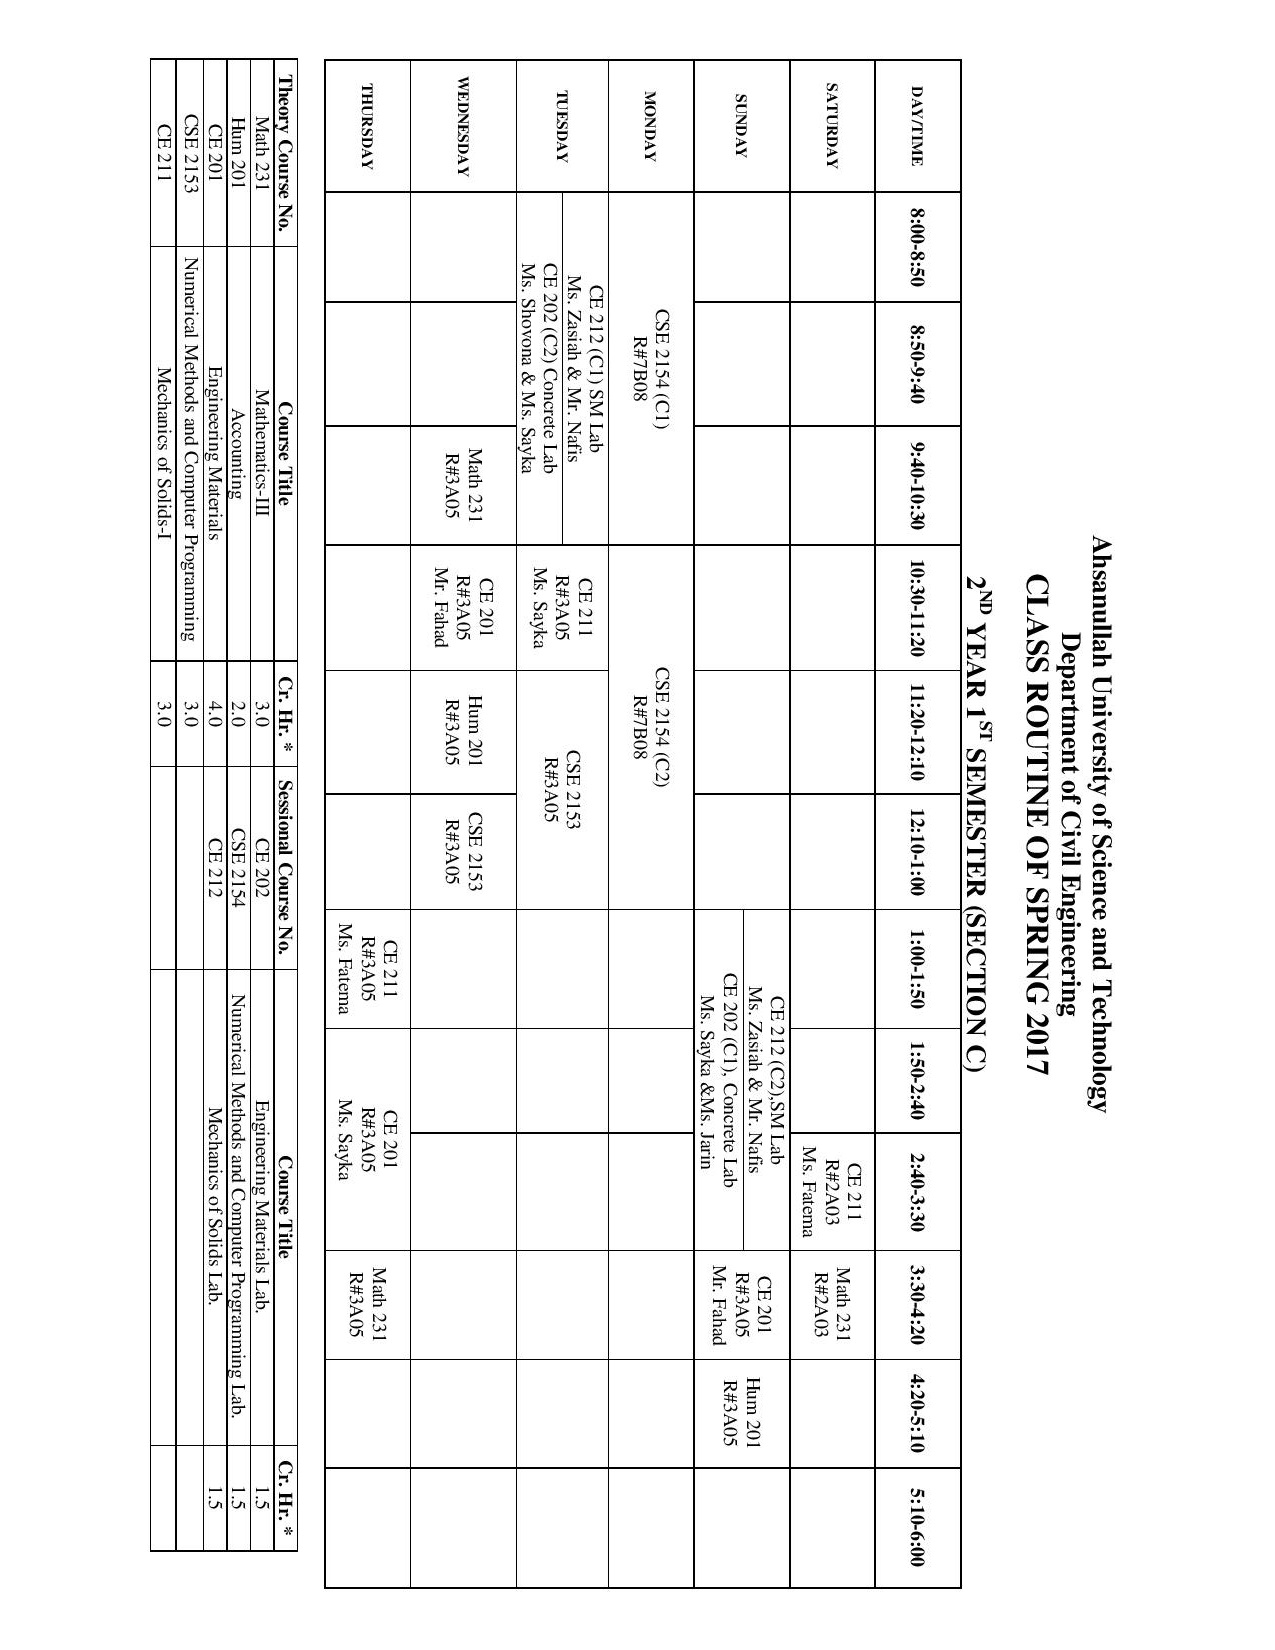 Ahsanullah University of Science and Technology
Department of Civil Engineering
CLASS ROUTINE OF SPRING 2017
2ND YEAR 1ST SEMESTER (SECTION C)
DAY/TIME 8:00-8:50 8:50-9:40 9:40-10:30 10:30-11:20 11:20-12:10 12:10-1:00 1:00-1:50 1:50-2:40 2:40-3:30 3:30-4:20 4:20-5:10 5:10-6:00
SATURDAY
CE 211
R#2A03
Ms. Fatema
Math 231
R#2A03
SUNDAY
CE 212 (C2),SM Lab
Ms. Zasiah & Mr. Nafis
CE 202 (C1), Concrete Lab
Ms. Sayka &Ms. Jarin
CE 201
R#3A05
Mr. Fahad
Hum 201
R#3A05
MONDAY
CSE 2154 (C1)
R#7B08
CSE 2154 (C2)
R#7B08
TUESDAY
CE 212 (C1) SM Lab
Ms. Zasiah & Mr. Nafis
CE 202 (C2) Concrete Lab
Ms. Shovona & Ms. Sayka
CE 211
R#3A05
Ms. Sayka
CSE 2153
R#3A05
WEDNESDAY
Math 231
R#3A05
CE 201
R#3A05
Mr. Fahad
Hum 201
R#3A05
CSE 2153
R#3A05
THURSDAY
CE 211
R#3A05
Ms. Fatema
CE 201
R#3A05
Ms. Sayka
Math 231
R#3A05
Theory Course No. Course Title Cr. Hr. * Sessional Course No. Course Title Cr. Hr. *
Math 231 Mathematics-III 3.0 CE 202 Engineering Materials Lab. 1.5
Hum 201 Accounting 2.0 CSE 2154 Numerical Methods and Computer Programming Lab. 1.5
CE 201 Engineering Materials 4.0 CE 212 Mechanics of Solids Lab. 1.5
CSE 2153 Numerical Methods and Computer Programming 3.0
CE 211 Mechanics of Solids-I 3.0